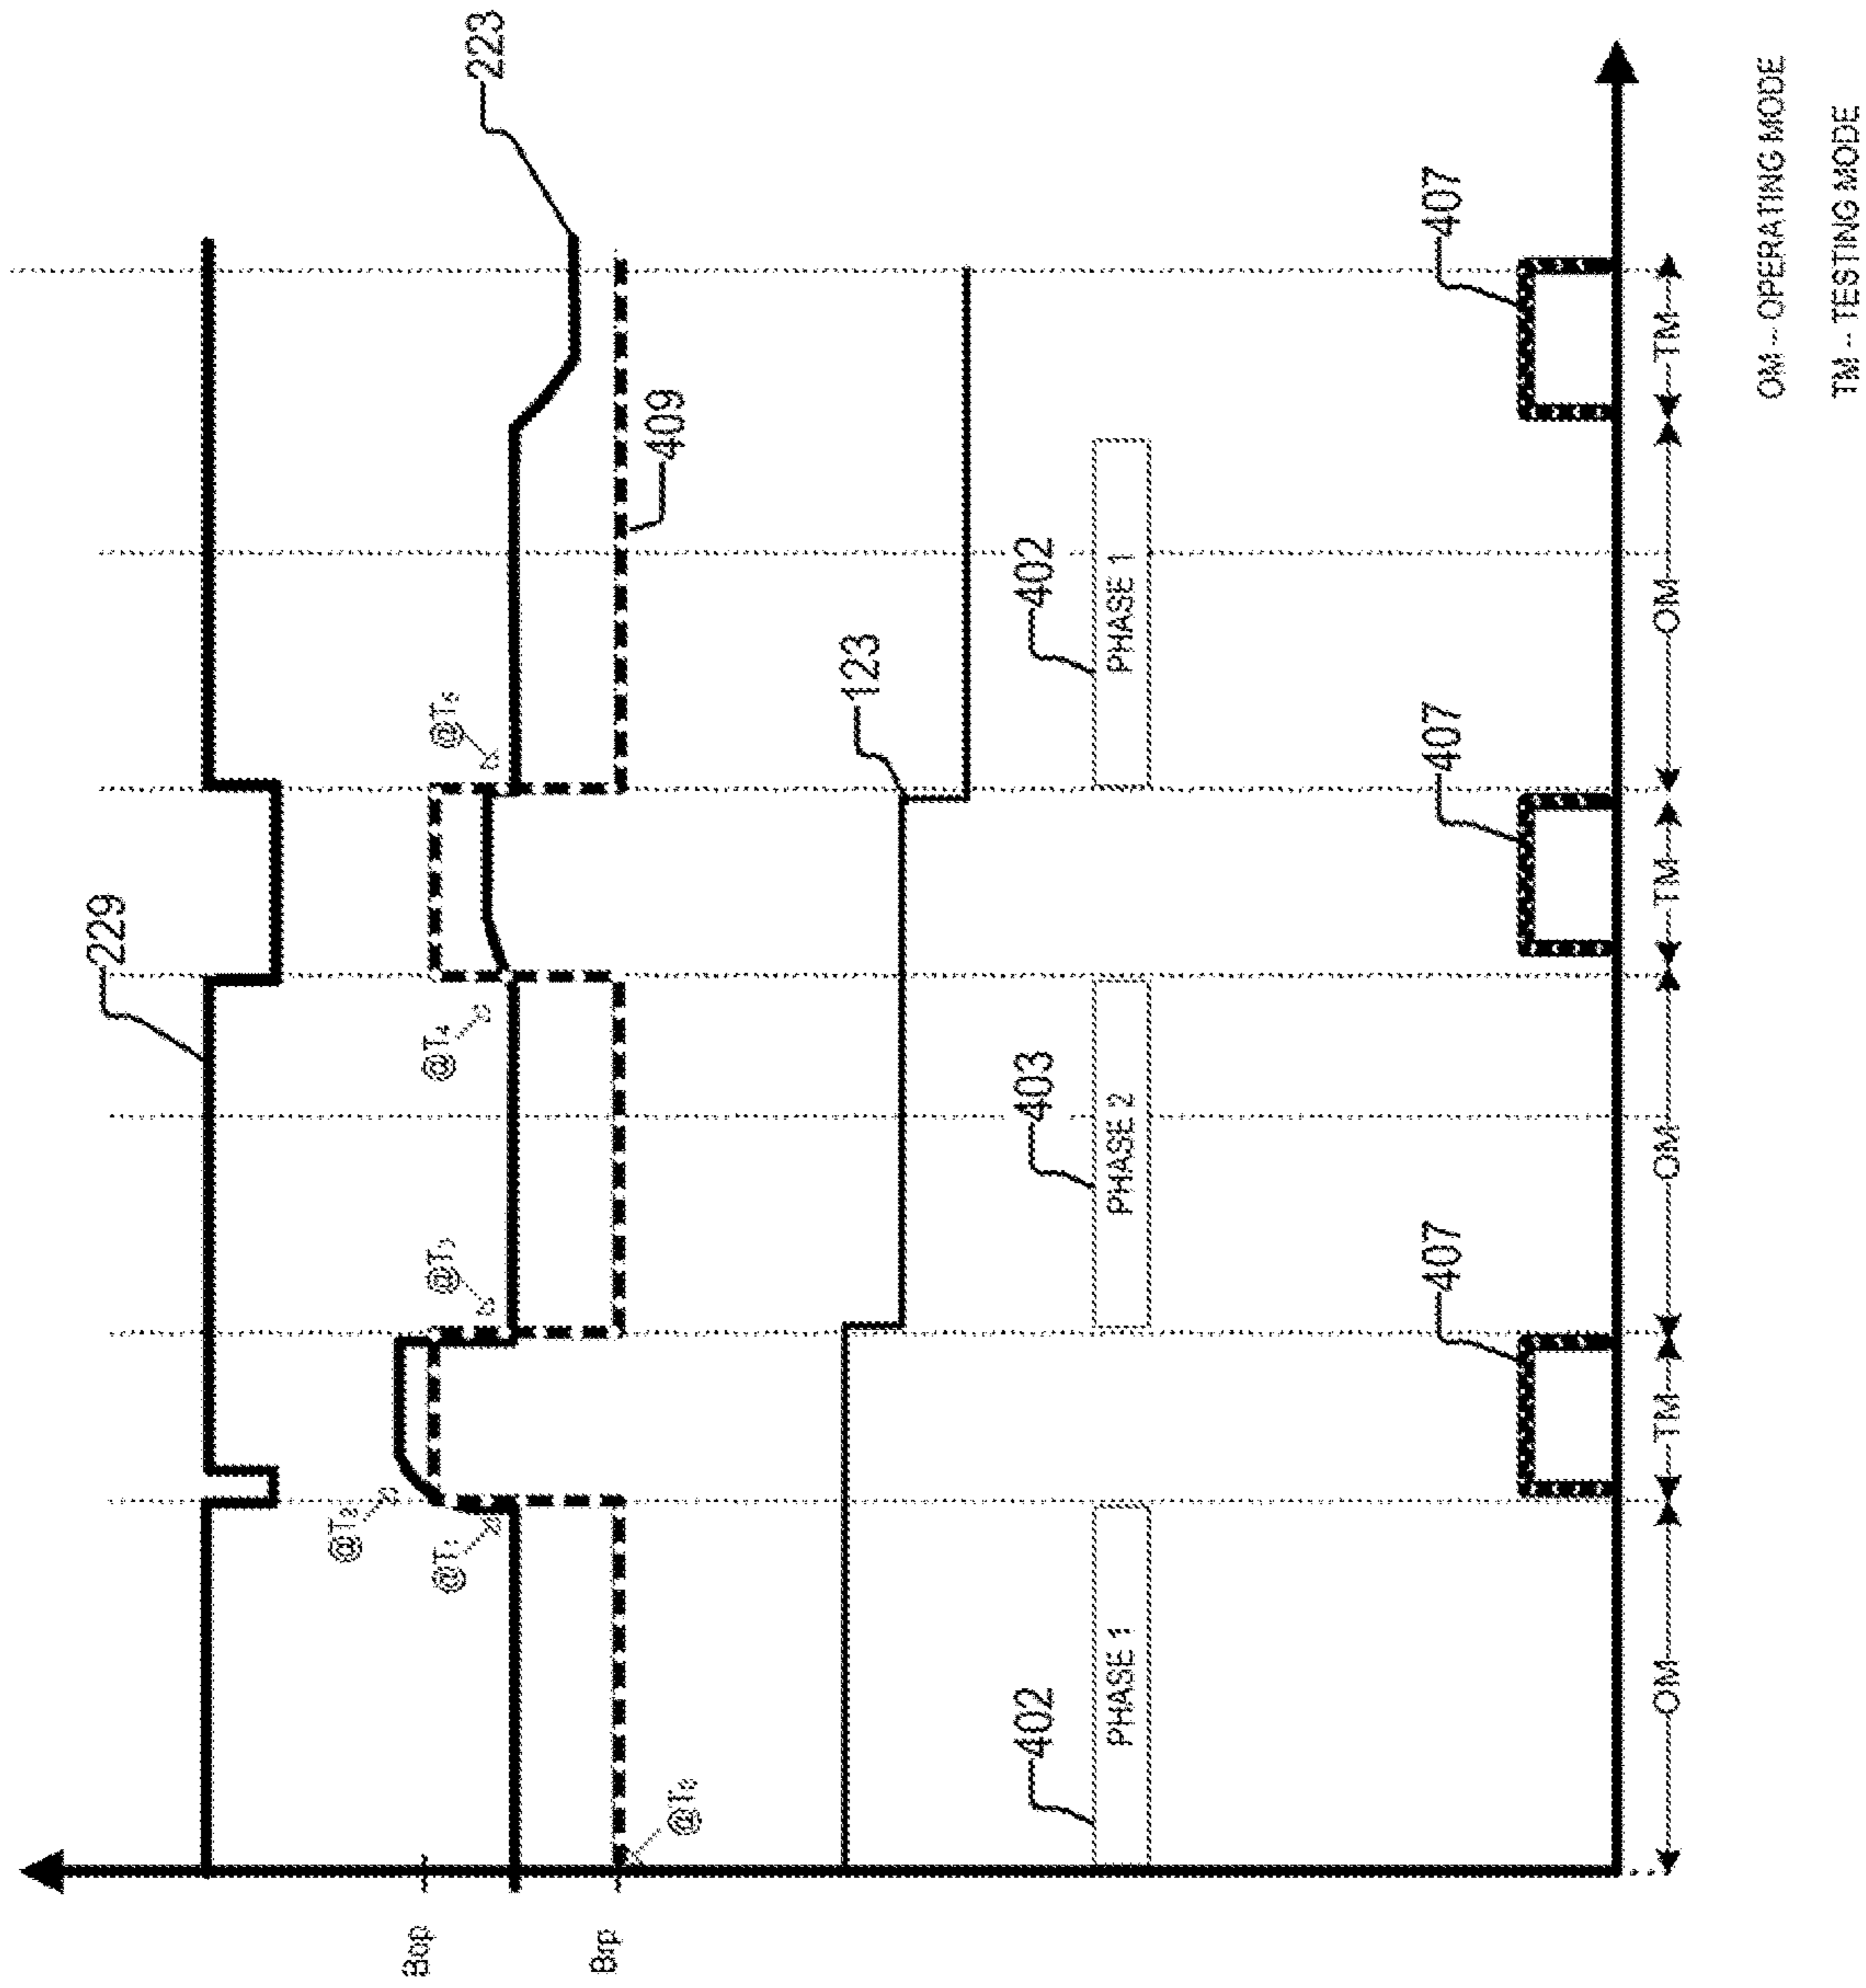 229
223
Bop
Brp
@T₀
@T₁
@T₂
@T₃
@T₄
@T₅
409
123
402
PHASE 1
403
PHASE 2
402
PHASE 1
407
407
407
OM
TM
OM
TM
OM
TM
OM -- OPERATING MODE
TM -- TESTING MODE